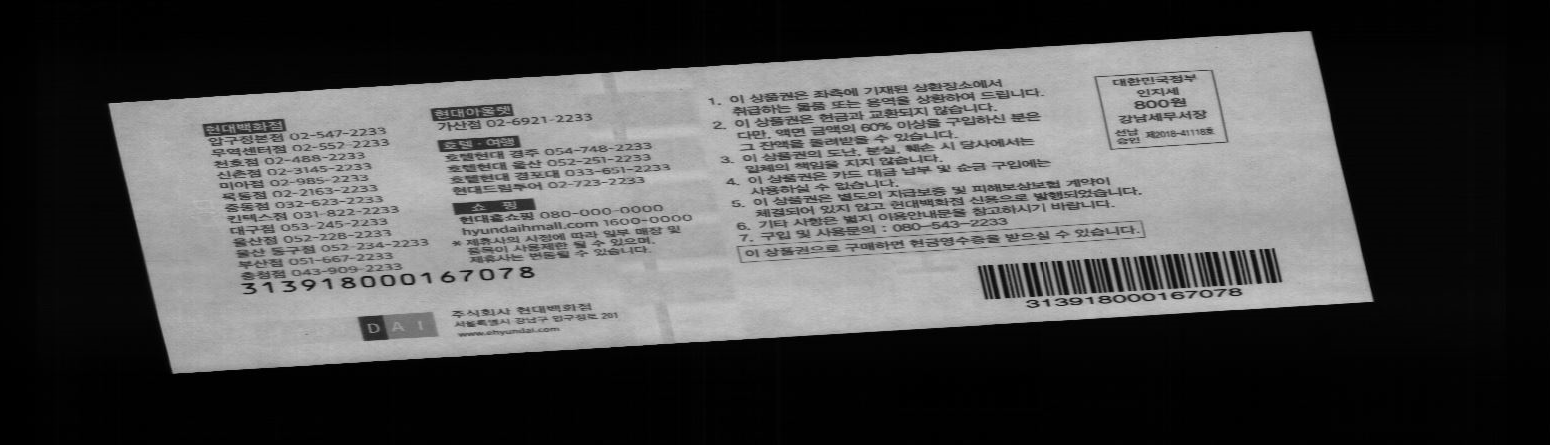 현대백화점
압구정본점 02-547-2233
무역센터점 02-552-2233
천호점 02-488-2233
신촌점 02-3145-2233
미아점 02-985-2233
목동점 02-2163-2233
중동점 032-623-2233
킨텍스점 031-822-2233
대구점 053-245-2233
울산점 052-228-2233
울산 동구점 052-234-2233
부산점 051-667-2233
충청점 043-909-2233
313918000167078
현대아울렛
가산점 02-6921-2233
호텔·여행
호텔현대 경주 054-748-2233
호텔현대 울산 052-251-2233
호텔현대 경포대 033-651-2233
현대드림투어 02-723-2233
쇼 핑
현대홈쇼핑 080-000-0000
hyundaihmall.com 1600-0000
※ 제휴사의 사정에 따라 일부 매장 및
품목이 사용제한 될 수 있으며,
제휴사는 변동될 수 있습니다.
DAI
주식회사 현대백화점
서울특별시 강남구 압구정로 201
www.ehyundai.com
1. 이 상품권은 좌측에 기재된 상환장소에서
취급하는 물품 또는 용역을 상환하여 드립니다.
2. 이 상품권은 현금과 교환되지 않습니다.
다만, 액면 금액의 60% 이상을 구입하신 분은
그 잔액을 돌려받을 수 있습니다.
3. 이 상품권의 도난, 분실, 훼손 시 당사에서는
일체의 책임을 지지 않습니다.
4. 이 상품권은 카드 대금 납부 및 순금 구입에는
사용하실 수 없습니다.
5. 이 상품권은 별도의 지급보증 및 피해보상보험 계약이
체결되어 있지 않고 현대백화점 신용으로 발행되었습니다.
6. 기타 사항은 별지 이용안내문을 참고하시기 바랍니다.
7. 구입 및 사용문의 : 080-543-2233
이 상품권으로 구매하면 현금영수증을 받으실 수 있습니다.
대한민국정부
인지세
800원
강남세무서장
선납
승인 제2018-41118호
313918000167078